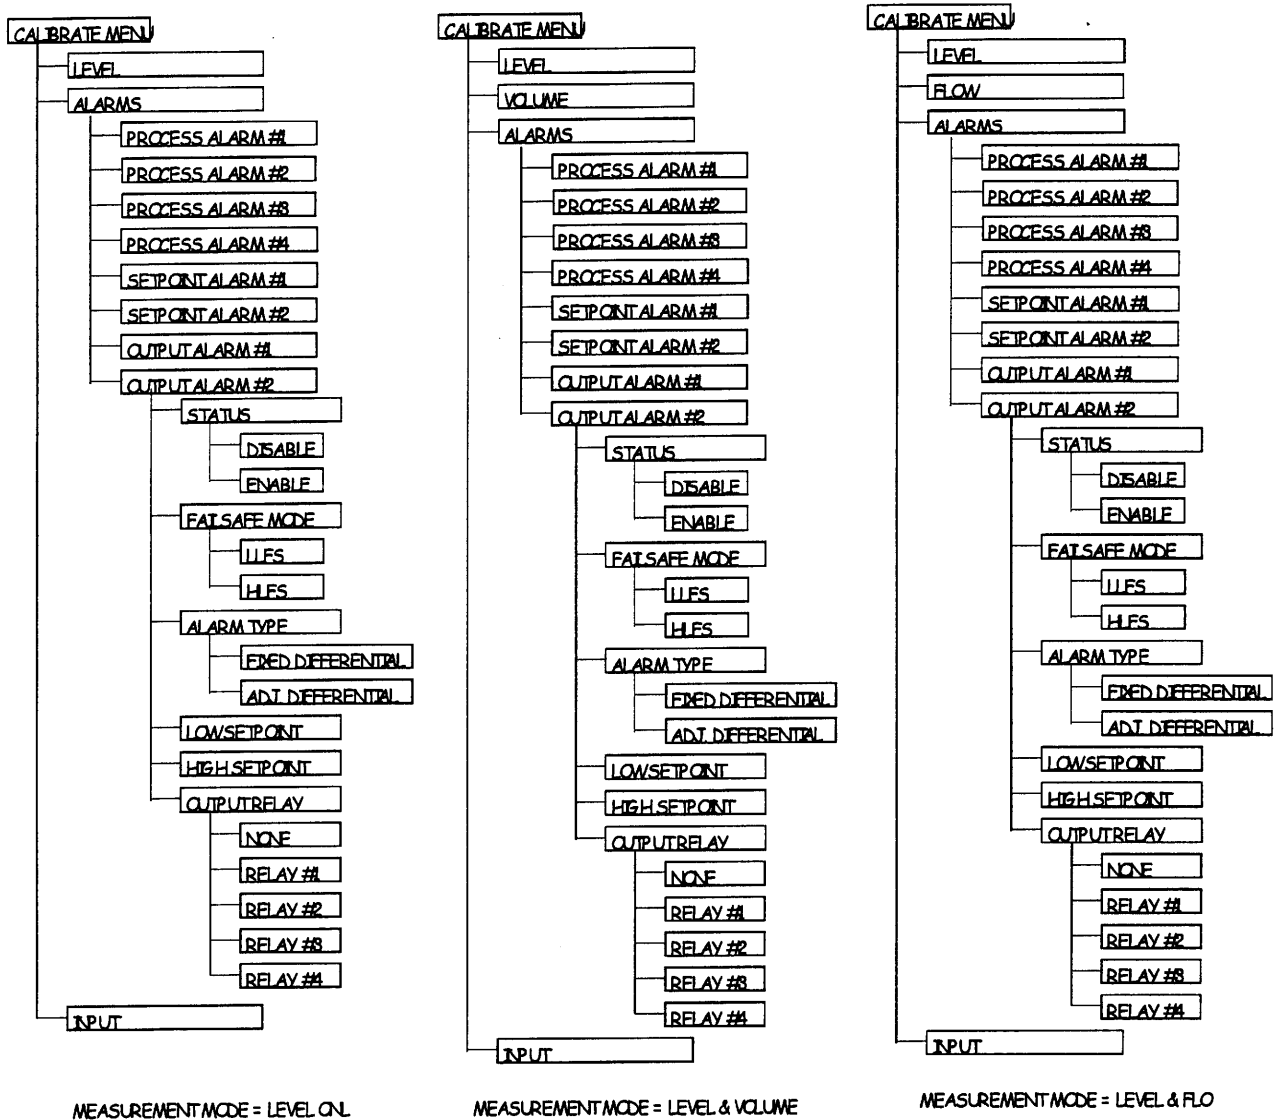 CALIBRATE MENU
LEVEL
ALARMS
PROCESS ALARM #1
PROCESS ALARM #2
PROCESS ALARM #3
PROCESS ALARM #4
SETPOINT ALARM #1
SETPOINT ALARM #2
OUTPUT ALARM #1
OUTPUT ALARM #2
STATUS
DISABLE
ENABLE
FAILSAFE MODE
LLFS
HLFS
ALARM TYPE
FIXED DIFFERENTIAL
ADJ. DIFFERENTIAL
LOW SETPOINT
HIGH SETPOINT
OUTPUT RELAY
NONE
RELAY #1
RELAY #2
RELAY #3
RELAY #4
INPUT
MEASUREMENT MODE = LEVEL ONL
CALIBRATE MENU
LEVEL
VOLUME
ALARMS
PROCESS ALARM #1
PROCESS ALARM #2
PROCESS ALARM #3
PROCESS ALARM #4
SETPOINT ALARM #1
SETPOINT ALARM #2
OUTPUT ALARM #1
OUTPUT ALARM #2
STATUS
DISABLE
ENABLE
FAILSAFE MODE
LLFS
HLFS
ALARM TYPE
FIXED DIFFERENTIAL
ADJ. DIFFERENTIAL
LOW SETPOINT
HIGH SETPOINT
OUTPUT RELAY
NONE
RELAY #1
RELAY #2
RELAY #3
RELAY #4
INPUT
MEASUREMENT MODE = LEVEL & VOLUME
CALIBRATE MENU
LEVEL
FLOW
ALARMS
PROCESS ALARM #1
PROCESS ALARM #2
PROCESS ALARM #3
PROCESS ALARM #4
SETPOINT ALARM #1
SETPOINT ALARM #2
OUTPUT ALARM #1
OUTPUT ALARM #2
STATUS
DISABLE
ENABLE
FAILSAFE MODE
LLFS
HLFS
ALARM TYPE
FIXED DIFFERENTIAL
ADJ. DIFFERENTIAL
LOW SETPOINT
HIGH SETPOINT
OUTPUT RELAY
NONE
RELAY #1
RELAY #2
RELAY #3
RELAY #4
INPUT
MEASUREMENT MODE = LEVEL & FLO